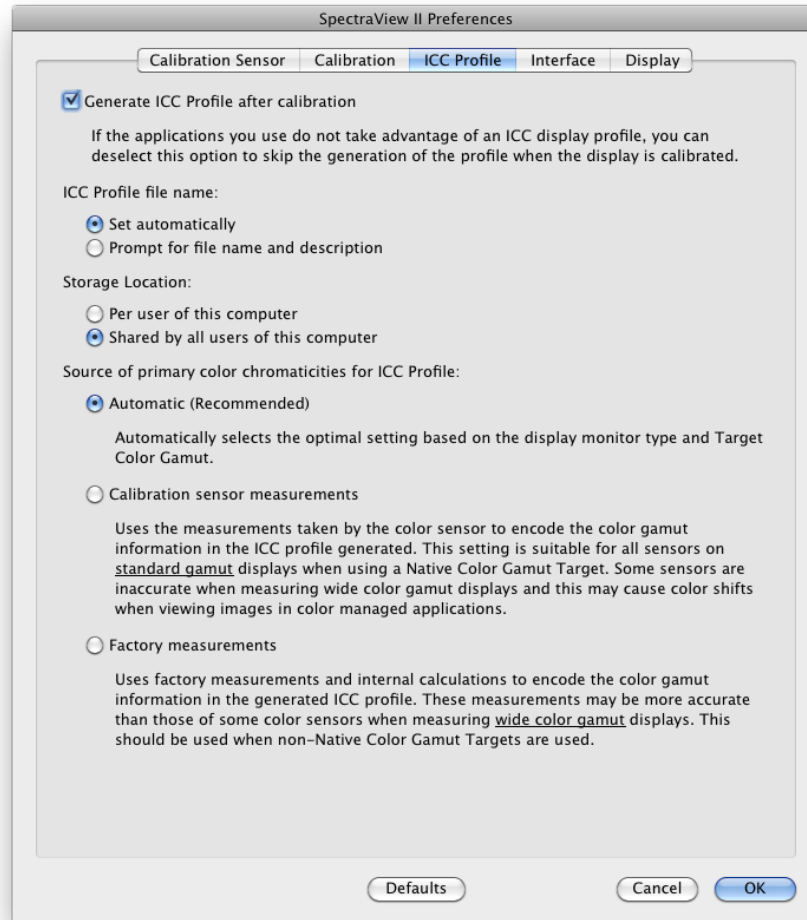 SpectraView II Preferences
Calibration Sensor Calibration ICC Profile Interface Display
Generate ICC Profile after calibration
If the applications you use do not take advantage of an ICC display profile, you can
deselect this option to skip the generation of the profile when the display is calibrated.
ICC Profile file name:
Set automatically
Prompt for file name and description
Storage Location:
Per user of this computer
Shared by all users of this computer
Source of primary color chromaticities for ICC Profile:
Automatic (Recommended)
Automatically selects the optimal setting based on the display monitor type and Target
Color Gamut.
Calibration sensor measurements
Uses the measurements taken by the color sensor to encode the color gamut
information in the ICC profile generated. This setting is suitable for all sensors on
standard gamut displays when using a Native Color Gamut Target. Some sensors are
inaccurate when measuring wide color gamut displays and this may cause color shifts
when viewing images in color managed applications.
Factory measurements
Uses factory measurements and internal calculations to encode the color gamut
information in the generated ICC profile. These measurements may be more accurate
than those of some color sensors when measuring wide color gamut displays. This
should be used when non-Native Color Gamut Targets are used.
Defaults Cancel OK